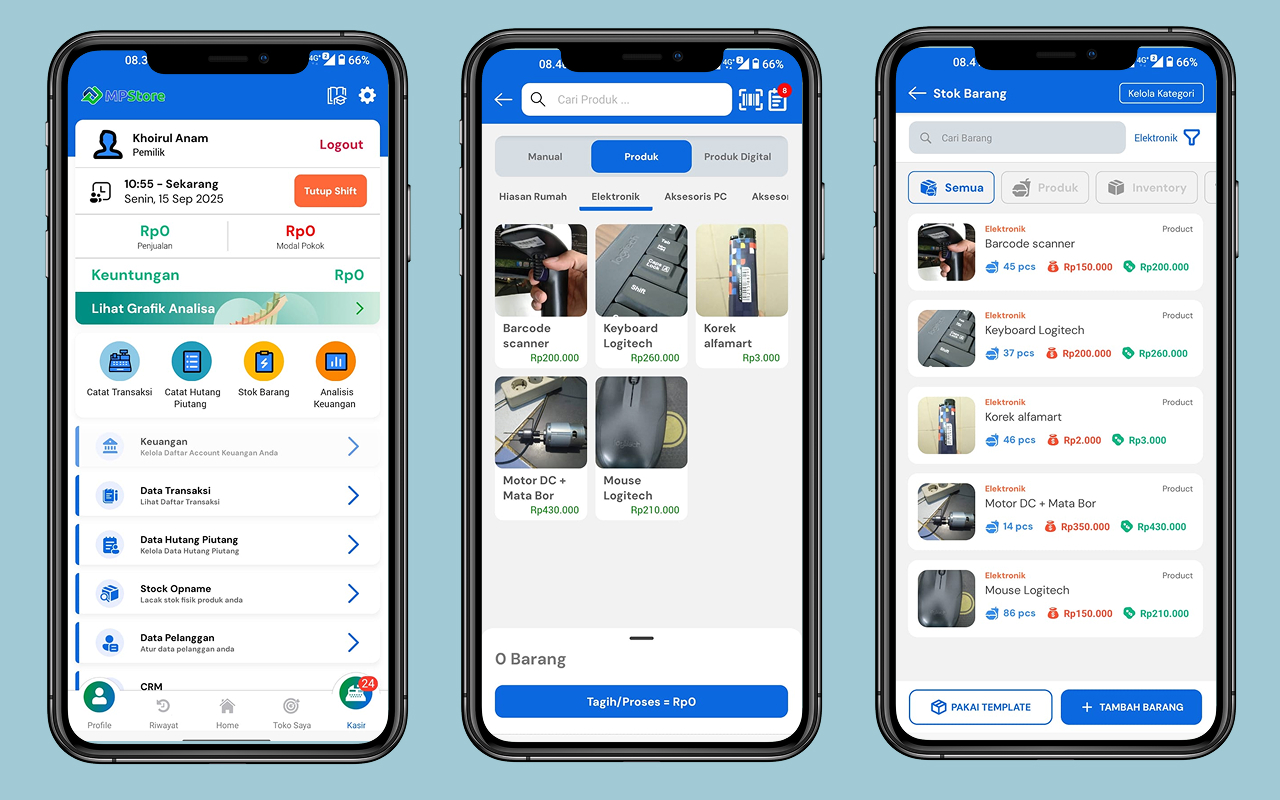 08.3
4G+ 2 66%
MPStore
Khoirul Anam
Pemilik
Logout
10:55 - Sekarang
Senin, 15 Sep 2025
Tutup Shift
Rp0
Penjualan
Rp0
Modal Pokok
Keuntungan
Rp0
Lihat Grafik Analisa
Catat Transaksi
Catat Hutang
Piutang
Stok Barang
Analisis
Keuangan
Keuangan
Kelola Daftar Account Keuangan Anda
Data Transaksi
Lihat Daftar Transaksi
Data Hutang Piutang
Kelola Data Hutang Piutang
Stock Opname
Lacak stok fisik produk anda
Data Pelanggan
Atur data pelanggan anda
CRM
24
Profile
Riwayat
Home
Toko Saya
Kasir
08.4
4G+ 2 66%
Cari Produk ...
8
Manual
Produk
Produk Digital
Hiasan Rumah
Elektronik
Aksesoris PC
Aksesor
Barcode
scanner
Rp200.000
Keyboard
Logitech
Rp260.000
Korek
alfamart
Rp3.000
Motor DC +
Mata Bor
Rp430.000
Mouse
Logitech
Rp210.000
0 Barang
Tagih/Proses = Rp0
08.4
4G+ 2 66%
Stok Barang
Kelola Kategori
Cari Barang
Elektronik
Semua
Produk
Inventory
Elektronik
Product
Barcode scanner
45 pcs
Rp150.000
Rp200.000
Elektronik
Product
Keyboard Logitech
37 pcs
Rp200.000
Rp260.000
Elektronik
Product
Korek alfamart
46 pcs
Rp2.000
Rp3.000
Elektronik
Product
Motor DC + Mata Bor
14 pcs
Rp350.000
Rp430.000
Elektronik
Product
Mouse Logitech
86 pcs
Rp150.000
Rp210.000
PAKAI TEMPLATE
+ TAMBAH BARANG